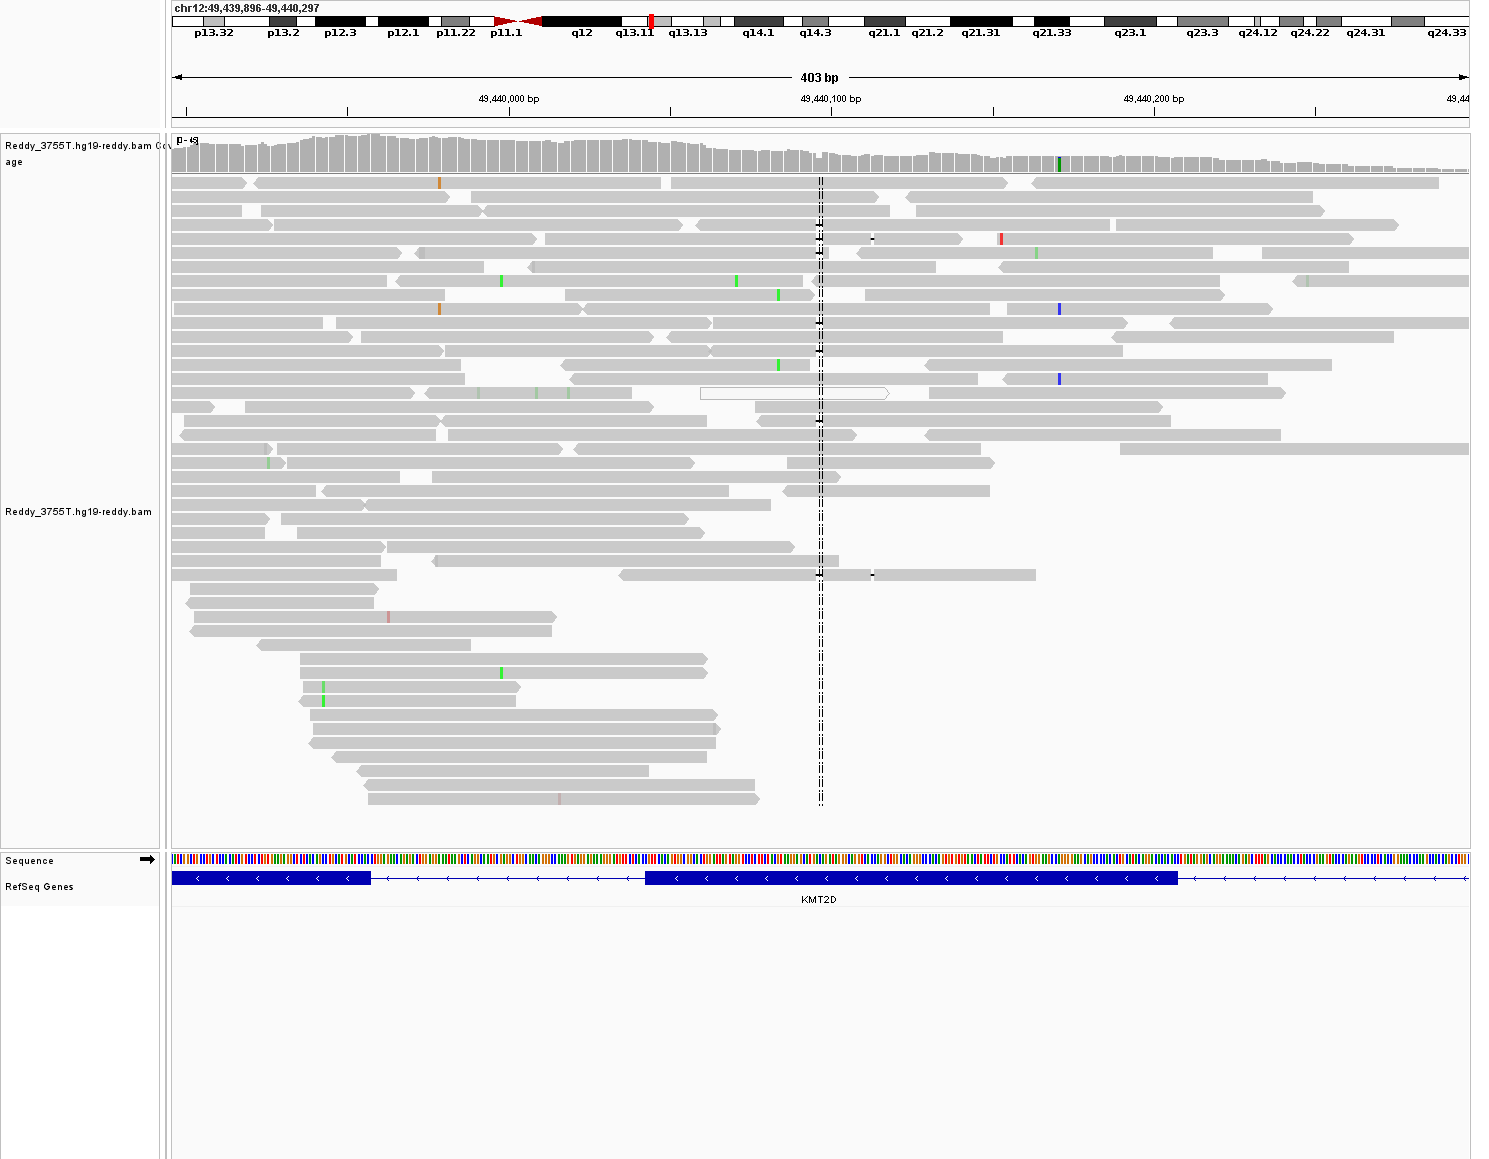 chr12:49,439,896-49,440,297
p13.32 p13.2 p12.3 p12.1 p11.22 p11.1 q12 q13.11 q13.13 q14.1 q14.3 q21.1 q21.2 q21.31 q21.33 q23.1 q23.3 q24.12 q24.22 q24.31 q24.33
403 bp
49,440,000 bp 49,440,100 bp 49,440,200 bp 49,44
Reddy_3755T.hg19-reddy.bam Cov
age
Reddy_3755T.hg19-reddy.bam
Sequence
RefSeq Genes
KMT2D